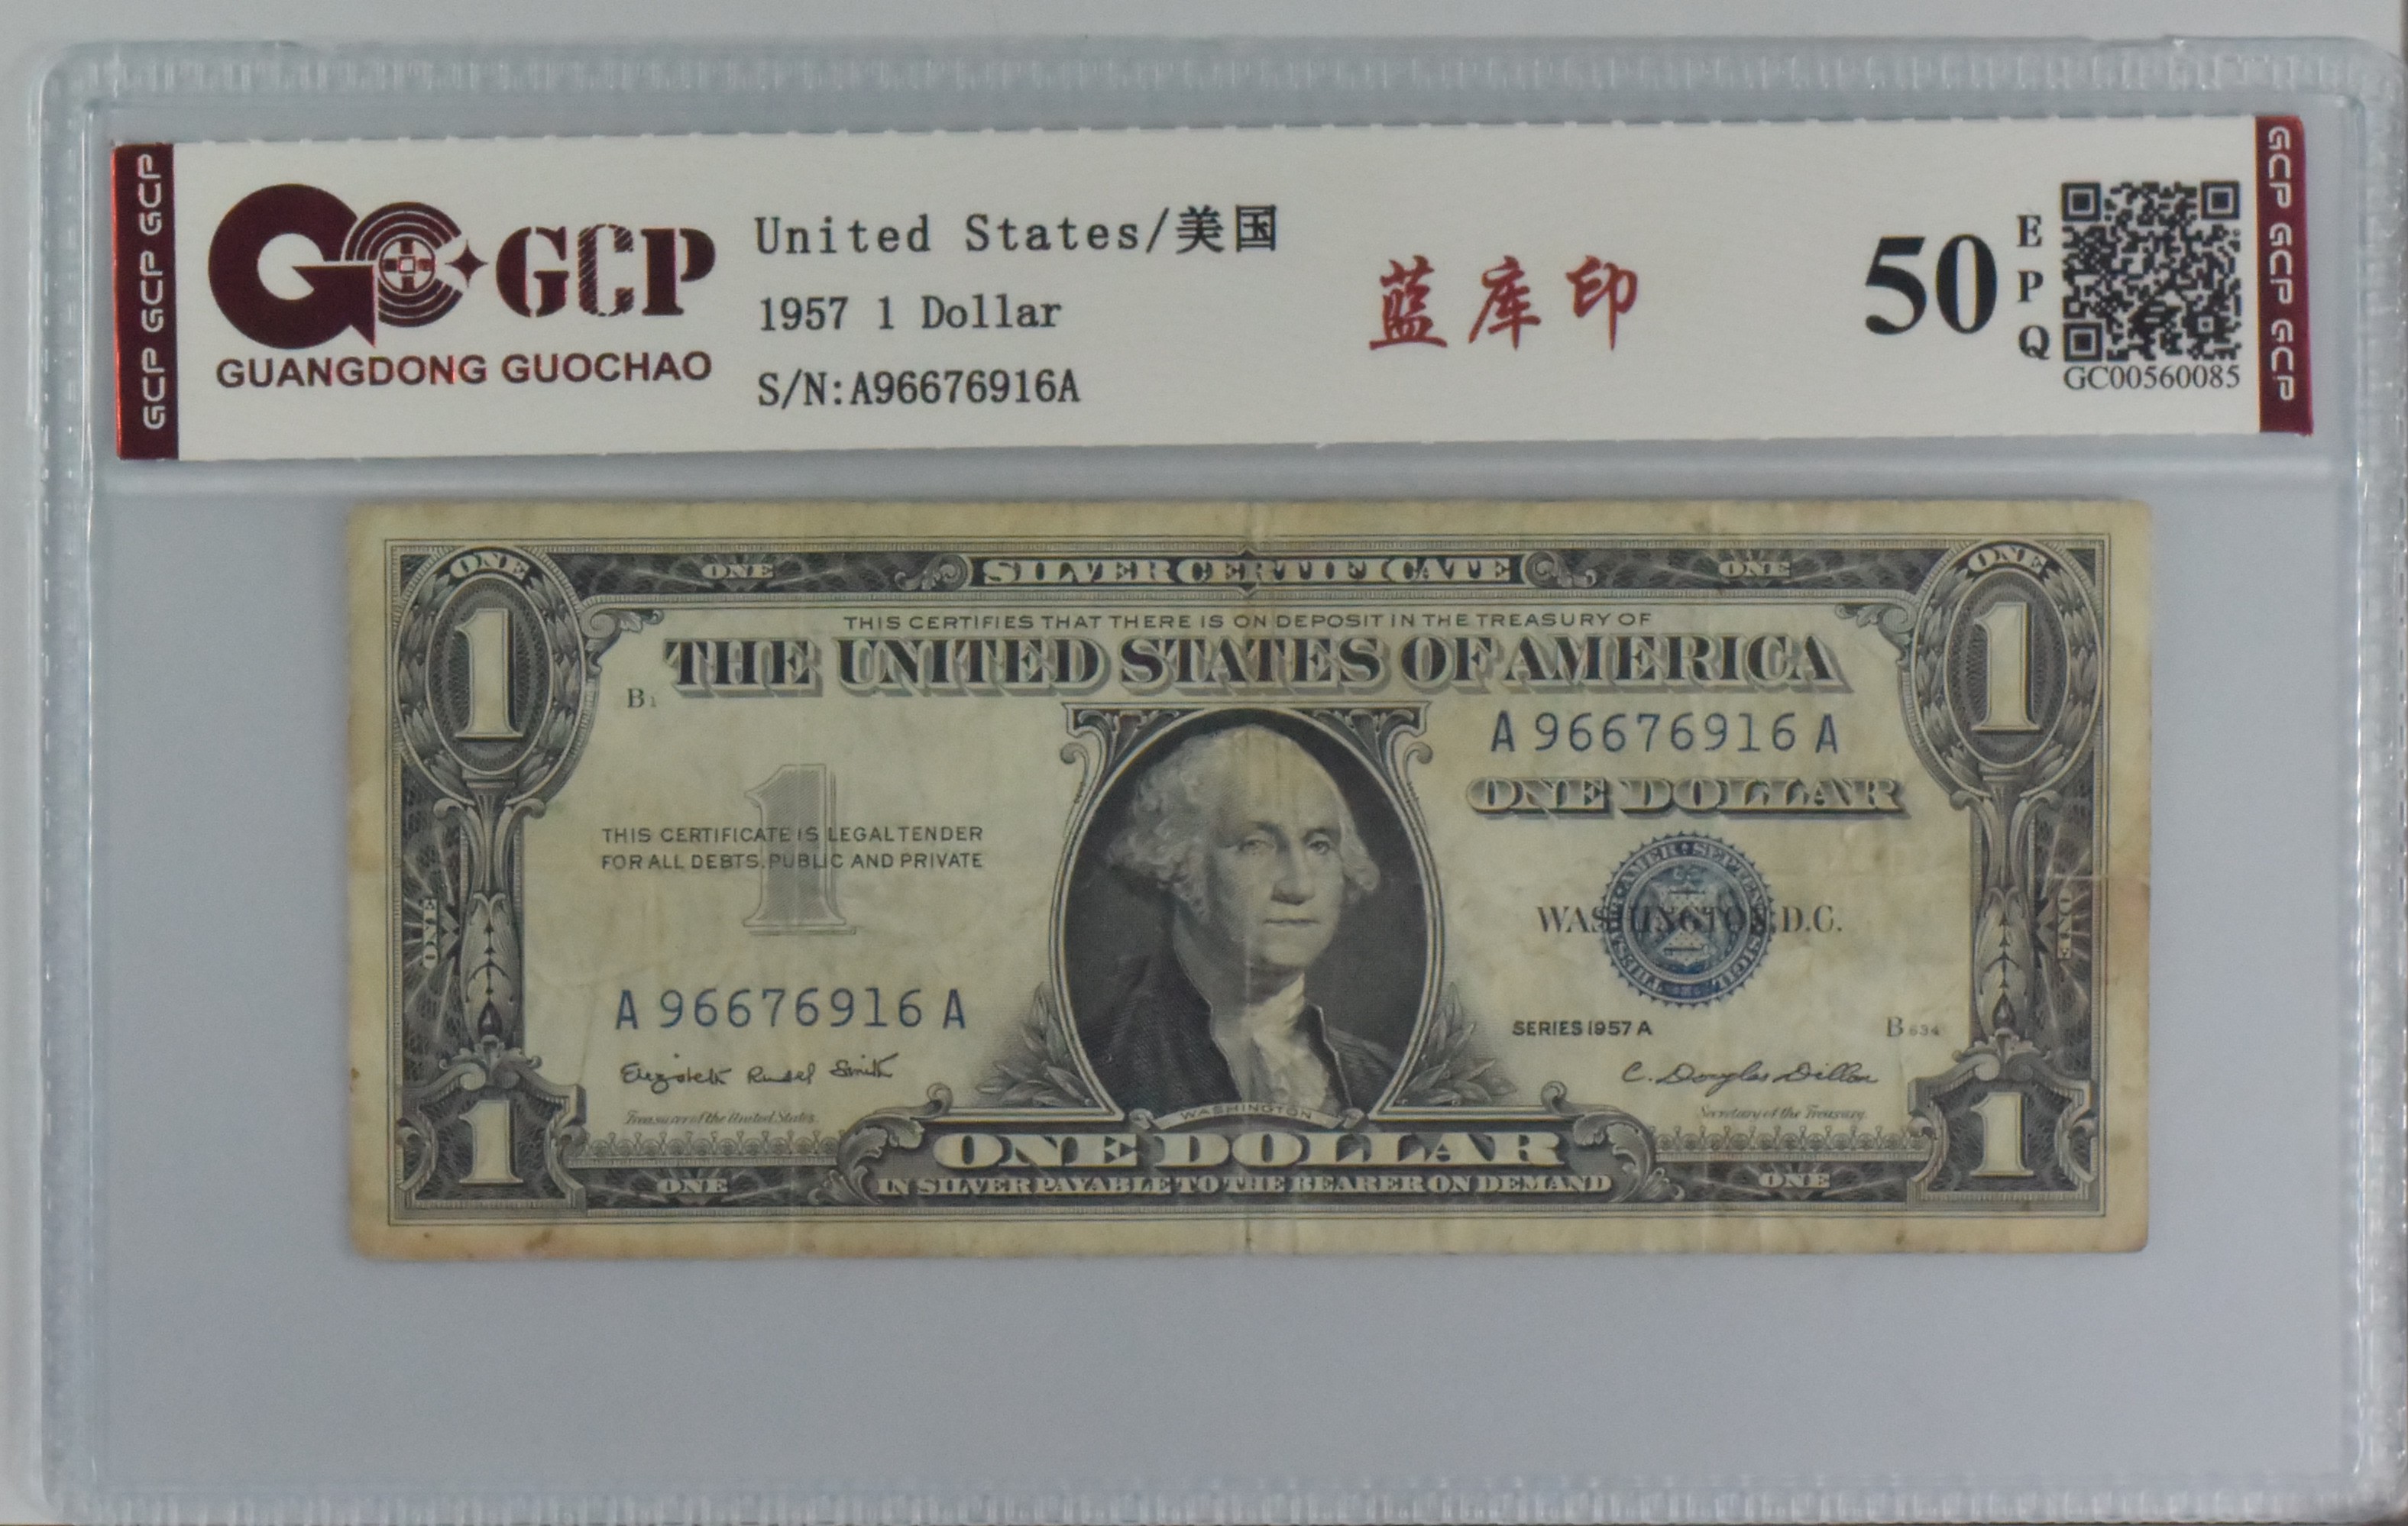 GCP GCP GCP
GCP
GUANGDONG GUOCHAO
United States/美国
1957 1 Dollar
S/N:A96676916A
蓝库印
50
EPQ
GC00560085
GCP GCP GCP
ONE
ONE
SILVER CERTIFICATE
ONE
ONE
1
1
THIS CERTIFIES THAT THERE IS ON DEPOSIT IN THE TREASURY OF
THE UNITED STATES OF AMERICA
B1
A 96676916 A
ONE DOLLAR
1
THIS CERTIFICATE IS LEGAL TENDER
FOR ALL DEBTS, PUBLIC AND PRIVATE
WASHINGTON, D.C.
ONE
ONE
A 96676916 A
SERIES 1957 A
B 634
Elizabeth Rudel Smith
C. Douglas Dillon
Treasurer of the United States.
Secretary of the Treasury.
WASHINGTON
1
ONE DOLLAR
1
ONE
IN SILVER PAYABLE TO THE BEARER ON DEMAND
ONE